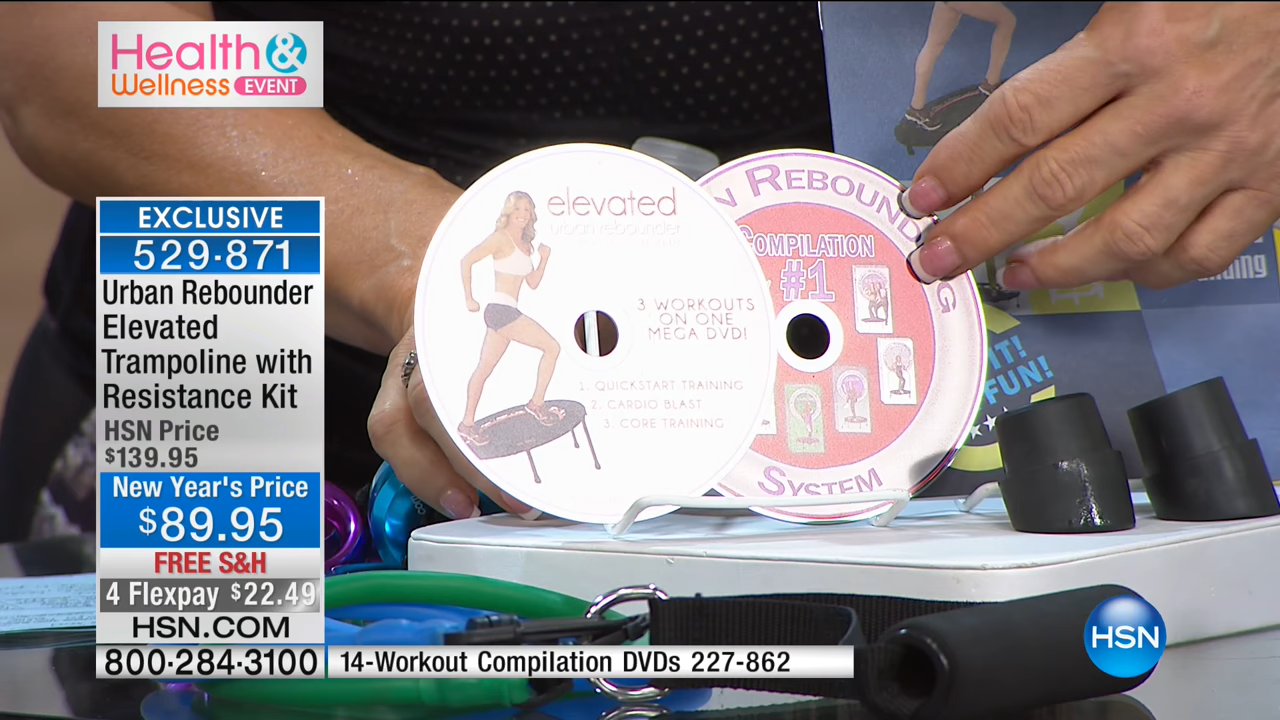 Health &
Wellness EVENT
EXCLUSIVE
529•871
Urban Rebounder
Elevated
Trampoline with
Resistance Kit
HSN Price
$139.95
New Year's Price
$89.95
FREE S&H
4 Flexpay $22.49
HSN.COM
800•284•3100
14-Workout Compilation DVDs 227-862
elevated
urban rebounder
3 WORKOUTS
ON ONE
MEGA DVD!
1. QUICKSTART TRAINING
2. CARDIO BLAST
3. CORE TRAINING
REBOUNDING
COMPILATION
#1
SYSTEM
IT!
FUN!
HSN